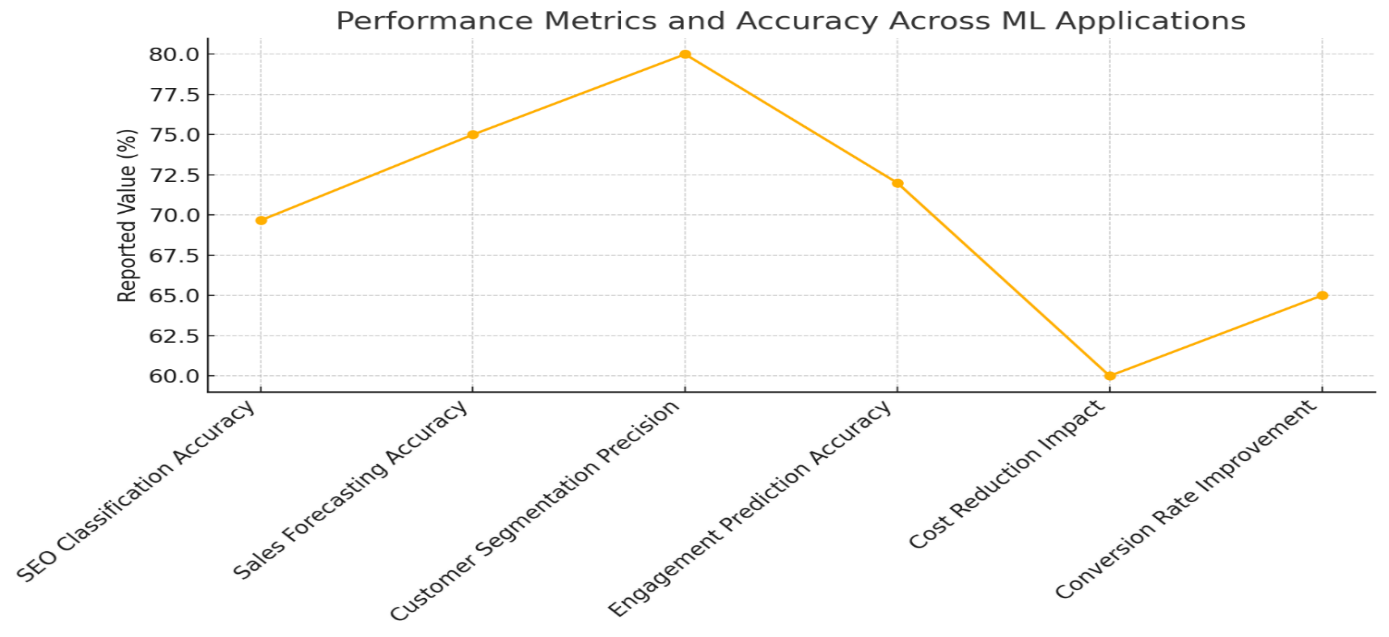 Performance Metrics and Accuracy Across ML Applications
Reported Value (%)
80.0
77.5
75.0
72.5
70.0
67.5
65.0
62.5
60.0
SEO Classification Accuracy
Sales Forecasting Accuracy
Customer Segmentation Precision
Engagement Prediction Accuracy
Cost Reduction Impact
Conversion Rate Improvement